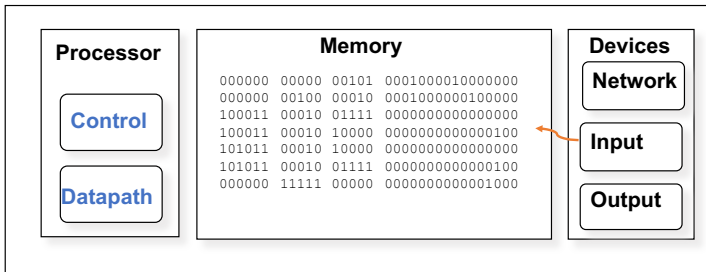 Processor
Control
Datapath
Memory
000000 00000 00101 0001000010000000
000000 00100 00010 0001000000100000
100011 00010 01111 0000000000000000
100011 00010 10000 0000000000000100
101011 00010 10000 0000000000000000
101011 00010 01111 0000000000000100
000000 11111 00000 0000000000001000
Devices
Network
Input
Output